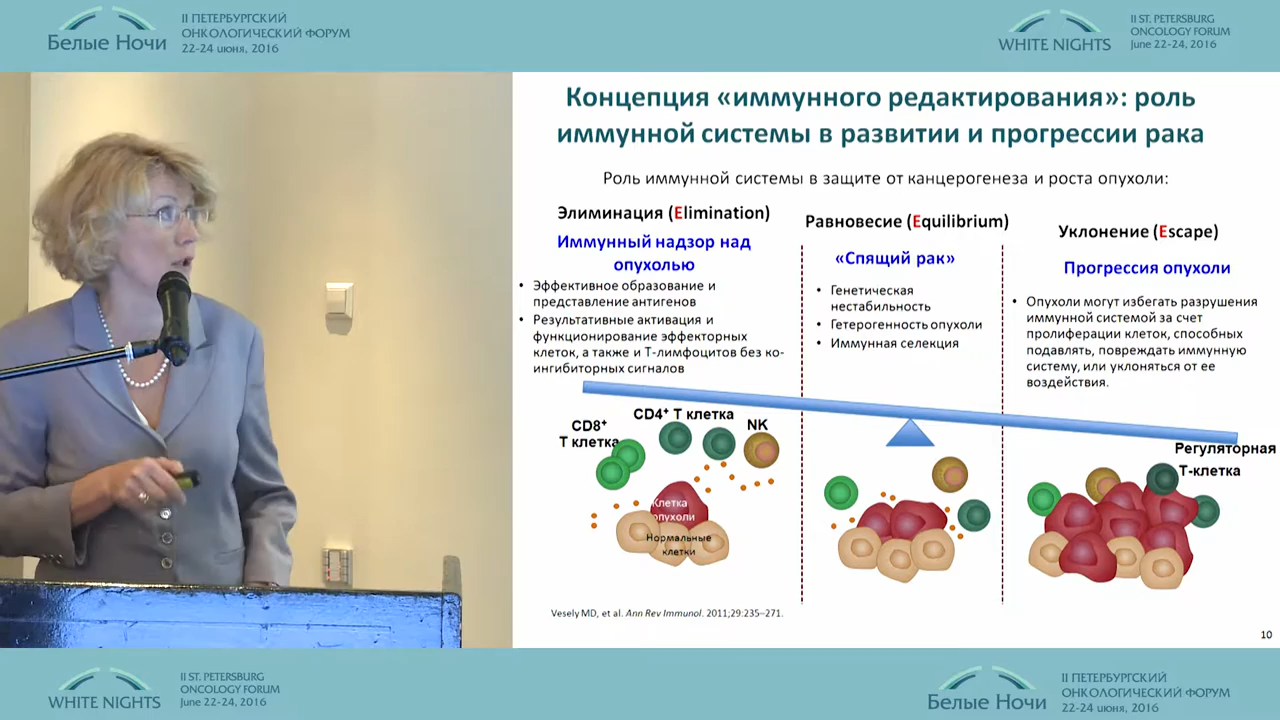 II ПЕТЕРБУРГСКИЙ
ОНКОЛОГИЧЕСКИЙ ФОРУМ
22-24 июня, 2016
Белые Ночи
II ST. PETERSBURG
ONCOLOGY FORUM
June 22-24, 2016
WHITE NIGHTS
Концепция «иммунного редактирования»: роль
иммунной системы в развитии и прогрессии рака
Роль иммунной системы в защите от канцерогенеза и роста опухоли:
Элиминация (Elimination)
Иммунный надзор над
опухолью
• Эффективное образование и
представление антигенов
• Результативные активация и
функционирование эффекторных
клеток, а также и Т-лимфоцитов без ко-
ингибиторных сигналов
Равновесие (Equilibrium)
«Спящий рак»
• Генетическая
нестабильность
• Гетерогенность опухоли
• Иммунная селекция
Уклонение (Escape)
Прогрессия опухоли
• Опухоли могут избегать разрушения
иммунной системой за счет
пролиферации клеток, способных
подавлять, повреждать иммунную
систему, или уклоняться от ее
воздействия.
CD8+
Т клетка
CD4+ Т клетка
NK
Клетка
опухоли
Нормальные
клетки
Регуляторная
Т-клетка
Vesely MD, et al. Ann Rev Immunol. 2011;29:235–271.
10
WHITE NIGHTS
II ST. PETERSBURG
ONCOLOGY FORUM
June 22-24, 2016
Белые Ночи
II ПЕТЕРБУРГСКИЙ
ОНКОЛОГИЧЕСКИЙ ФОРУМ
22-24 июня, 2016